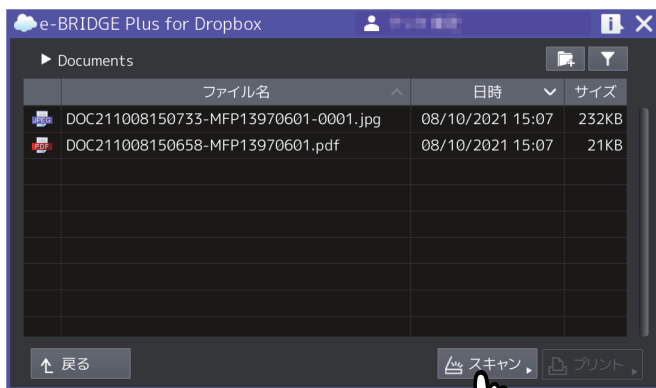 e-BRIDGE Plus for Dropbox
Documents
ファイル名 日時 サイズ
JPEG DOC211008150733-MFP13970601-0001.jpg 08/10/2021 15:07 232KB
PDF DOC211008150658-MFP13970601.pdf 08/10/2021 15:07 21KB
戻る スキャン プリント